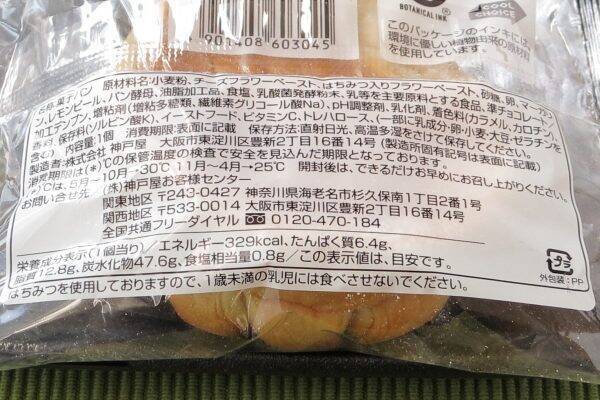 BOTANICAL INK®
COOL CHOICE
901408 603045
このパッケージのインキには
環境に優しい植物由来の原材料
を使用しています。
名称:菓子パン 原材料名:小麦粉、チーズフラワーペースト、はちみつ入りフラワーペースト、砂糖、卵、マーガリン
レモンピール、パン酵母、油脂加工品、食塩、乳酸菌発酵粉末、乳等を主要原料とする食品、準チョコレート/
加工デンプン、増粘剤(増粘多糖類、繊維素グリコール酸Na)、pH調整剤、乳化剤、着色料(カラメル、カロチン)、
香料、保存料(ソルビン酸K)、イーストフード、ビタミンC、トレハロース、(一部に乳成分・卵・小麦・大豆・ゼラチンを
含む) 内容量:1個 消費期限:表面に記載 保存方法:直射日光、高温多湿をさけて保存してください。
製造者:株式会社 神戸屋 大阪市東淀川区豊新2丁目16番14号(製造所固有記号は表面に記載)
消費期限は(*)℃の保管温度の検査で安全を見込んだ期限となっております。
(*)℃は、5月~10月→30℃ 11月~4月→25℃ 開封後は、できるだけ早めにお召し上がりください。
お問い合せ先 (株)神戸屋お客様センター
関東地区 〒243-0427 神奈川県海老名市杉久保南1丁目2番1号
関西地区 〒533-0014 大阪市東淀川区豊新2丁目16番14号
全国共通フリーダイヤル 0120-470-184
栄養成分表示(1個当り)/エネルギー329kcal、たんぱく質6.4g、
脂質12.8g、炭水化物47.6g、食塩相当量0.8g/この表示値は、目安です。
はちみつを使用しておりますので、1歳未満の乳児には食べさせないでください。
プラ
外包装:PP